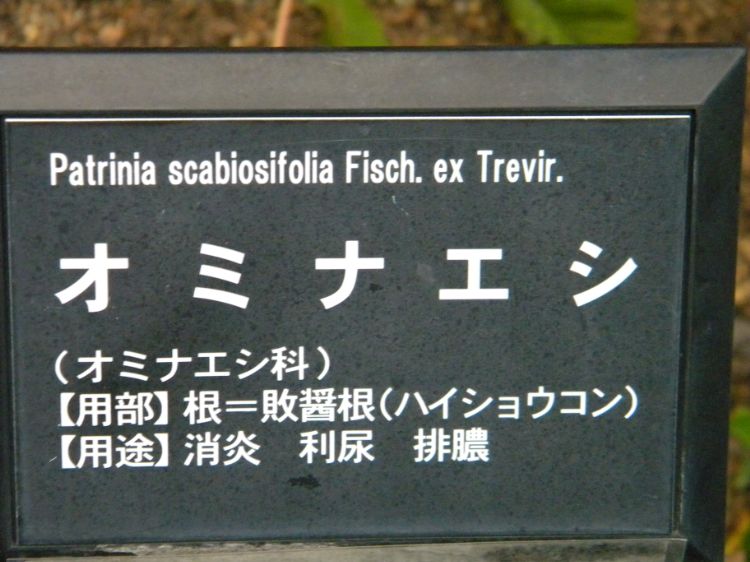 Patrinia scabiosifolia Fisch. ex Trevir.
オミナエシ
(オミナエシ科)
【用部】根＝敗醤根(ハイショウコン)
【用途】消炎　利尿　排膿